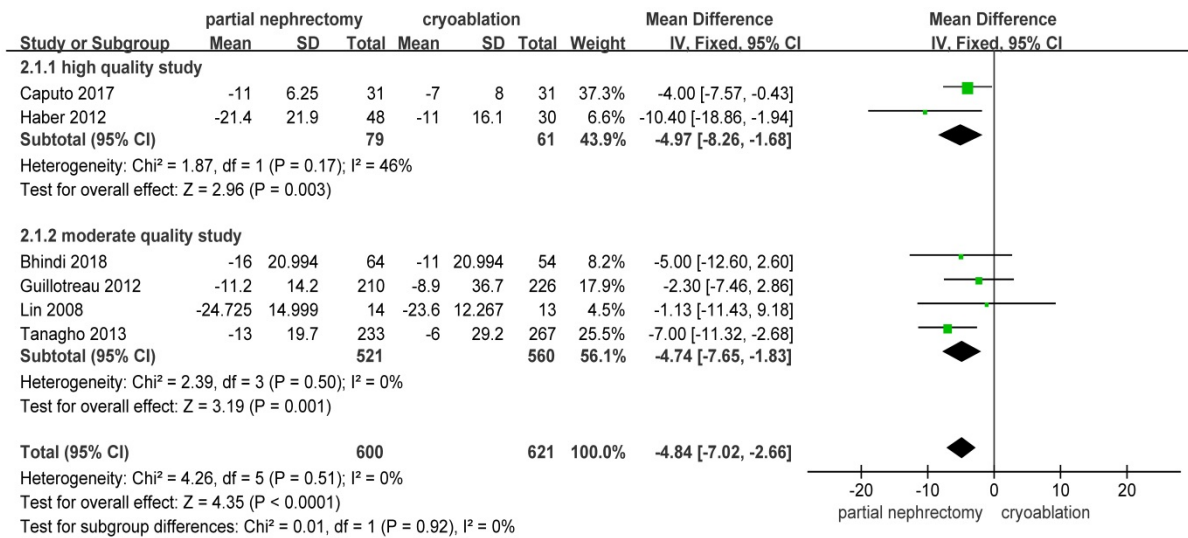 partial nephrectomy cryoablation Mean Difference Mean Difference
Study or Subgroup Mean SD Total Mean SD Total Weight IV, Fixed, 95% CI IV, Fixed, 95% CI
2.1.1 high quality study
Caputo 2017 -11 6.25 31 -7 8 31 37.3% -4.00 [-7.57, -0.43]
Haber 2012 -21.4 21.9 48 -11 16.1 30 6.6% -10.40 [-18.86, -1.94]
Subtotal (95% CI) 79 61 43.9% -4.97 [-8.26, -1.68]
Heterogeneity: Chi² = 1.87, df = 1 (P = 0.17); I² = 46%
Test for overall effect: Z = 2.96 (P = 0.003)
2.1.2 moderate quality study
Bhindi 2018 -16 20.994 64 -11 20.994 54 8.2% -5.00 [-12.60, 2.60]
Guillotreau 2012 -11.2 14.2 210 -8.9 36.7 226 17.9% -2.30 [-7.46, 2.86]
Lin 2008 -24.725 14.999 14 -23.6 12.267 13 4.5% -1.13 [-11.43, 9.18]
Tanagho 2013 -13 19.7 233 -6 29.2 267 25.5% -7.00 [-11.32, -2.68]
Subtotal (95% CI) 521 560 56.1% -4.74 [-7.65, -1.83]
Heterogeneity: Chi² = 2.39, df = 3 (P = 0.50); I² = 0%
Test for overall effect: Z = 3.19 (P = 0.001)
Total (95% CI) 600 621 100.0% -4.84 [-7.02, -2.66]
Heterogeneity: Chi² = 4.26, df = 5 (P = 0.51); I² = 0%
Test for overall effect: Z = 4.35 (P < 0.0001)
Test for subgroup differences: Chi² = 0.01, df = 1 (P = 0.92), I² = 0%
-20 -10 0 10 20
partial nephrectomy cryoablation